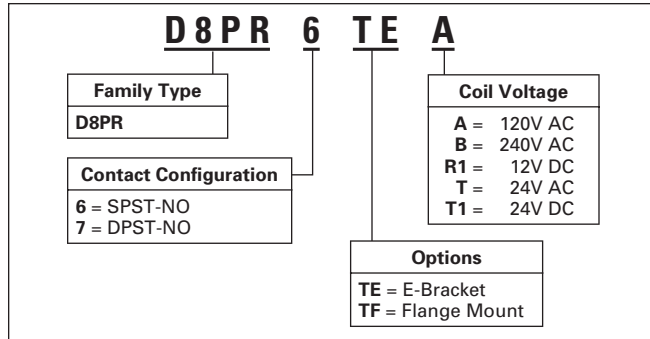 D8PR 6 TE A
Family Type
D8PR
Contact Configuration
6 = SPST-NO
7 = DPST-NO
Coil Voltage
A = 120V AC
B = 240V AC
R1 = 12V DC
T = 24V AC
T1 = 24V DC
Options
TE = E-Bracket
TF = Flange Mount